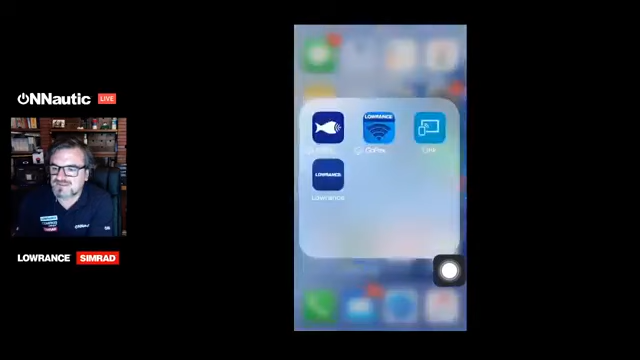 ONNautic LIVE
LOWRANCE SIMRAD
LOWRANCE
GoFree
Link
LOWRANCE
Lowrance